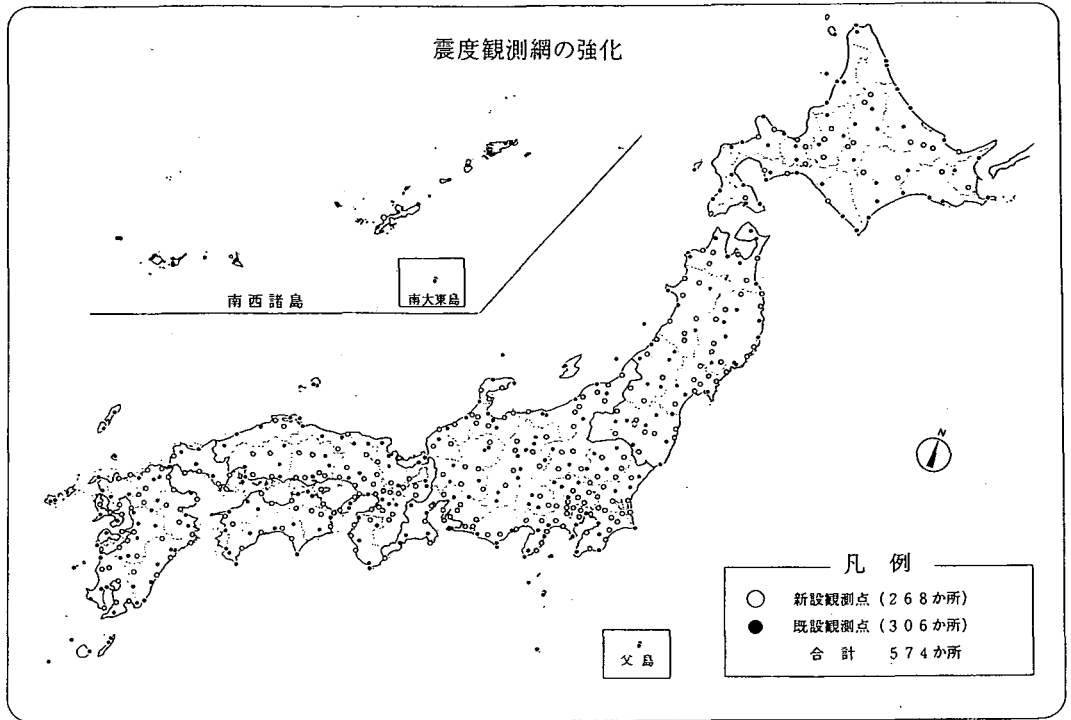 震度観測網の強化
N
南西諸島
南大東島
父島
凡例
○ 新設観測点 (268か所)
● 既設観測点 (306か所)
合計 574か所